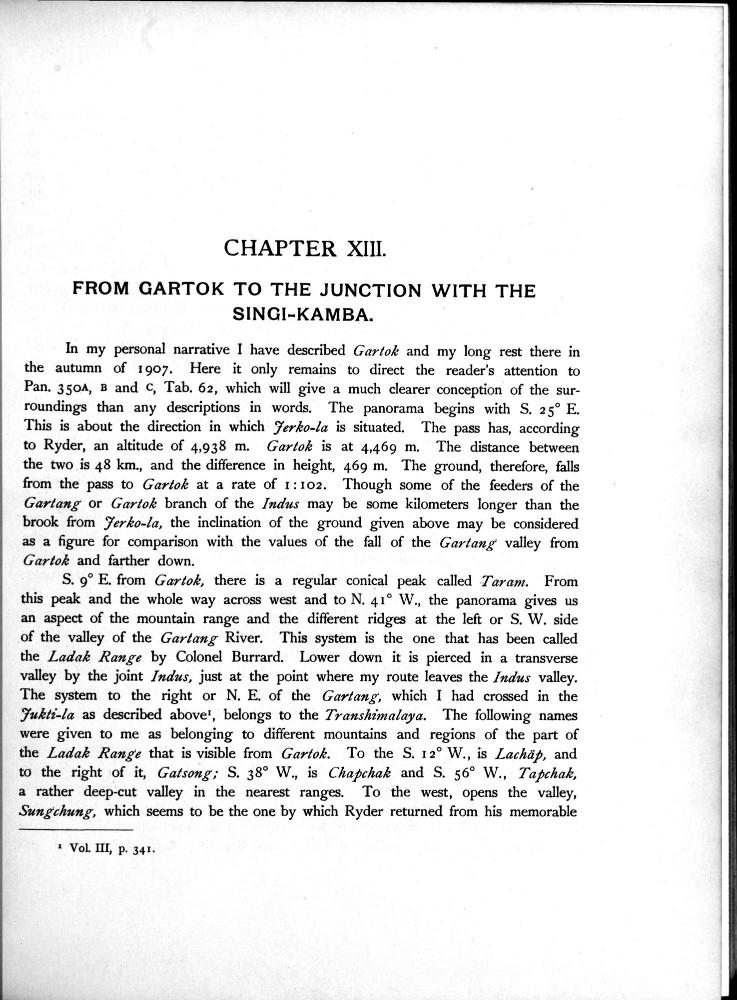 CHAPTER XIII.
FROM GARTOK TO THE JUNCTION WITH THE
SINGI-KAMBA.
In my personal narrative I have described Gartok and my long rest there in
the autumn of 1907. Here it only remains to direct the reader's attention to
Pan. 350A, B and C, Tab. 62, which will give a much clearer conception of the sur-
roundings than any descriptions in words. The panorama begins with S. 25° E.
This is about the direction in which Jerko-la is situated. The pass has, according
to Ryder, an altitude of 4,938 m. Gartok is at 4,469 m. The distance between
the two is 48 km., and the difference in height, 469 m. The ground, therefore, falls
from the pass to Gartok at a rate of 1:102. Though some of the feeders of the
Gartang or Gartok branch of the Indus may be some kilometers longer than the
brook from Jerko-la, the inclination of the ground given above may be considered
as a figure for comparison with the values of the fall of the Gartang valley from
Gartok and farther down.
S. 9° E. from Gartok, there is a regular conical peak called Taram. From
this peak and the whole way across west and to N. 41° W., the panorama gives us
an aspect of the mountain range and the different ridges at the left or S. W. side
of the valley of the Gartang River. This system is the one that has been called
the Ladak Range by Colonel Burrard. Lower down it is pierced in a transverse
valley by the joint Indus, just at the point where my route leaves the Indus valley.
The system to the right or N. E. of the Gartang, which I had crossed in the
Jukti-la as described above¹, belongs to the Transhimalaya. The following names
were given to me as belonging to different mountains and regions of the part of
the Ladak Range that is visible from Gartok. To the S. 12° W., is Lachäp, and
to the right of it, Gatsong; S. 38° W., is Chapchak and S. 56° W., Tapchak,
a rather deep-cut valley in the nearest ranges. To the west, opens the valley,
Sungchung, which seems to be the one by which Ryder returned from his memorable
¹ Vol. III, p. 341.